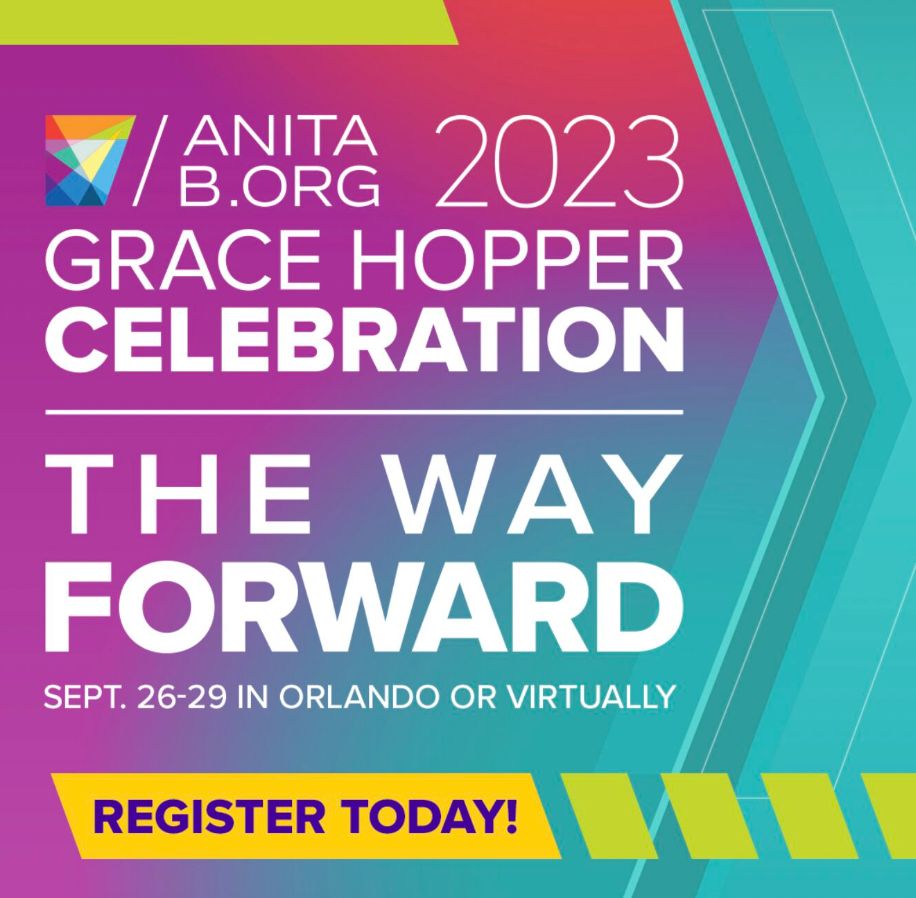 ANITA
B.ORG
2023
GRACE HOPPER
CELEBRATION
THE WAY
FORWARD
SEPT. 26-29 IN ORLANDO OR VIRTUALLY
REGISTER TODAY!